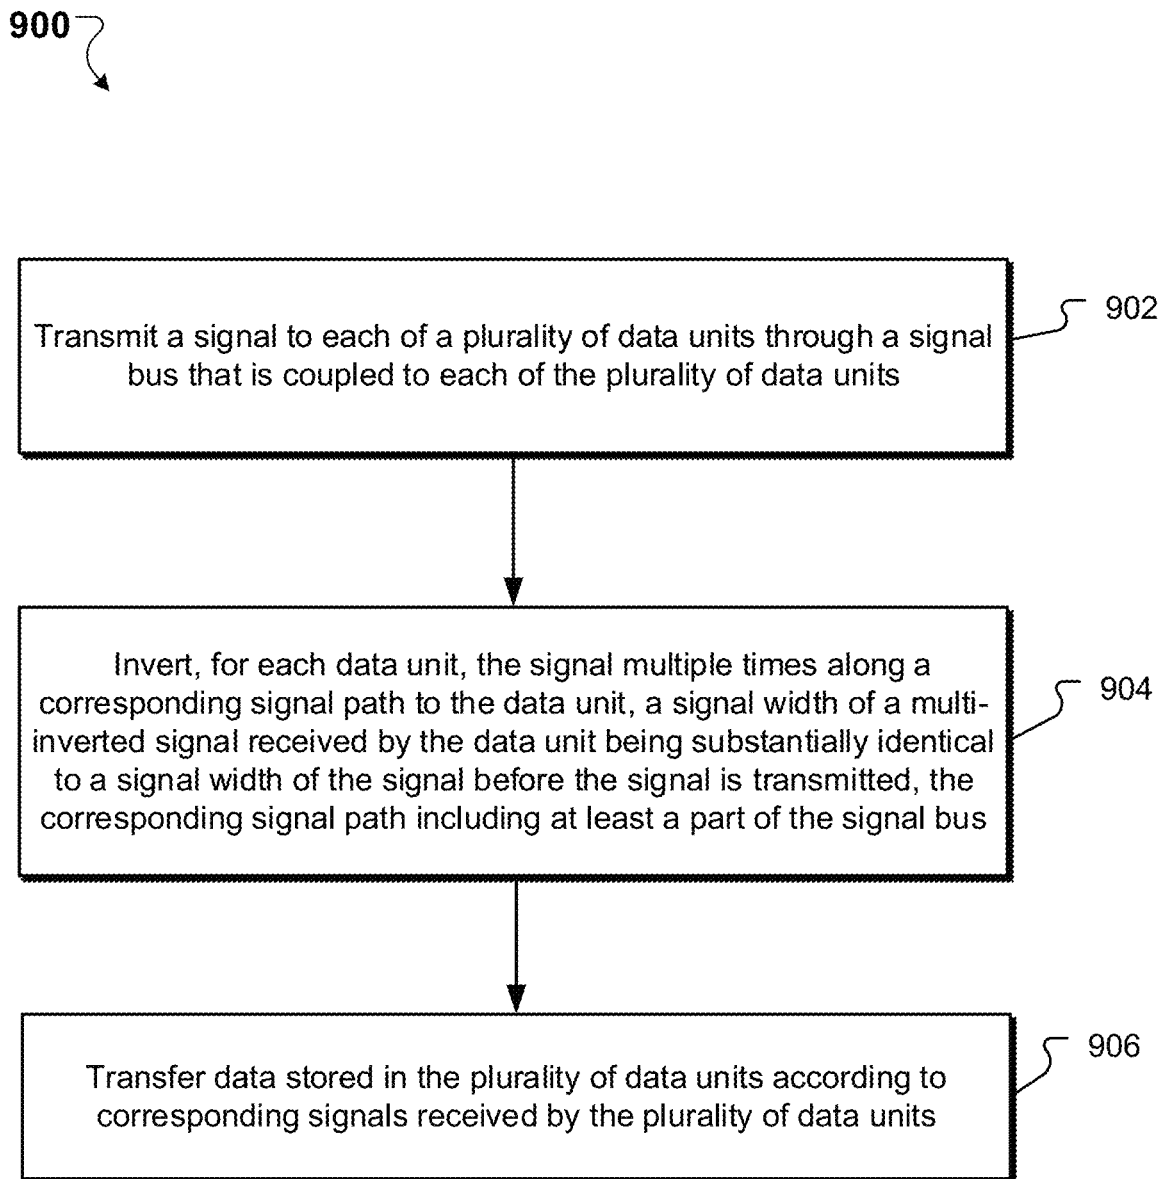 900
Transmit a signal to each of a plurality of data units through a signal
bus that is coupled to each of the plurality of data units
902
Invert, for each data unit, the signal multiple times along a
corresponding signal path to the data unit, a signal width of a multi-
inverted signal received by the data unit being substantially identical
to a signal width of the signal before the signal is transmitted, the
corresponding signal path including at least a part of the signal bus
904
Transfer data stored in the plurality of data units according to
corresponding signals received by the plurality of data units
906